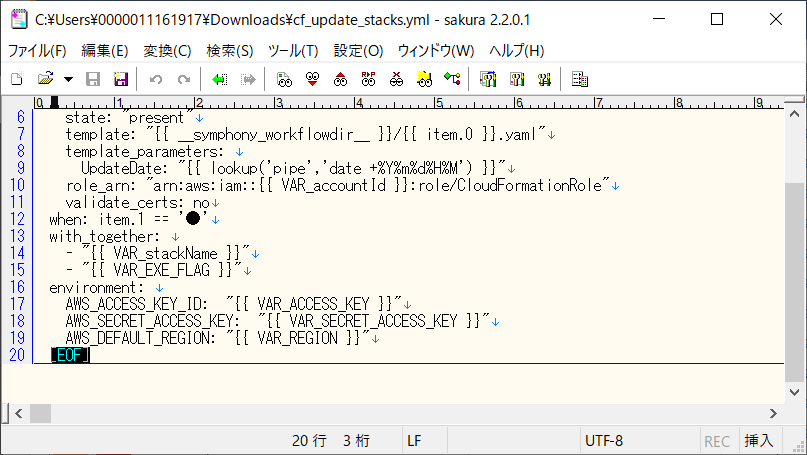 C:¥Users¥0000011161917¥Downloads¥cf_update_stacks.yml - sakura 2.2.0.1
ファイル(F) 編集(E) 変換(C) 検索(S) ツール(T) 設定(O) ウィンドウ(W) ヘルプ(H)
0 1 2 3 4 5 6 7 8 9
6 state: "present"↓
7 template: "{{ __symphony_workflowdir__ }}/{{ item.0 }}.yaml"↓
8 template_parameters: ↓
9 UpdateDate: "{{ lookup('pipe','date +%Y%m%d%H%M') }}"↓
10 role_arn: "arn:aws:iam::{{ VAR_accountId }}:role/CloudFormationRole"↓
11 validate_certs: no↓
12 when: item.1 == '●'↓
13 with_together: ↓
14 - "{{ VAR_stackName }}"↓
15 - "{{ VAR_EXE_FLAG }}"↓
16 environment: ↓
17 AWS_ACCESS_KEY_ID:  "{{ VAR_ACCESS_KEY }}"↓
18 AWS_SECRET_ACCESS_KEY:  "{{ VAR_SECRET_ACCESS_KEY }}"↓
19 AWS_DEFAULT_REGION: "{{ VAR_REGION }}"↓
20 [EOF]
20 行 3 桁 LF UTF-8 REC 挿入